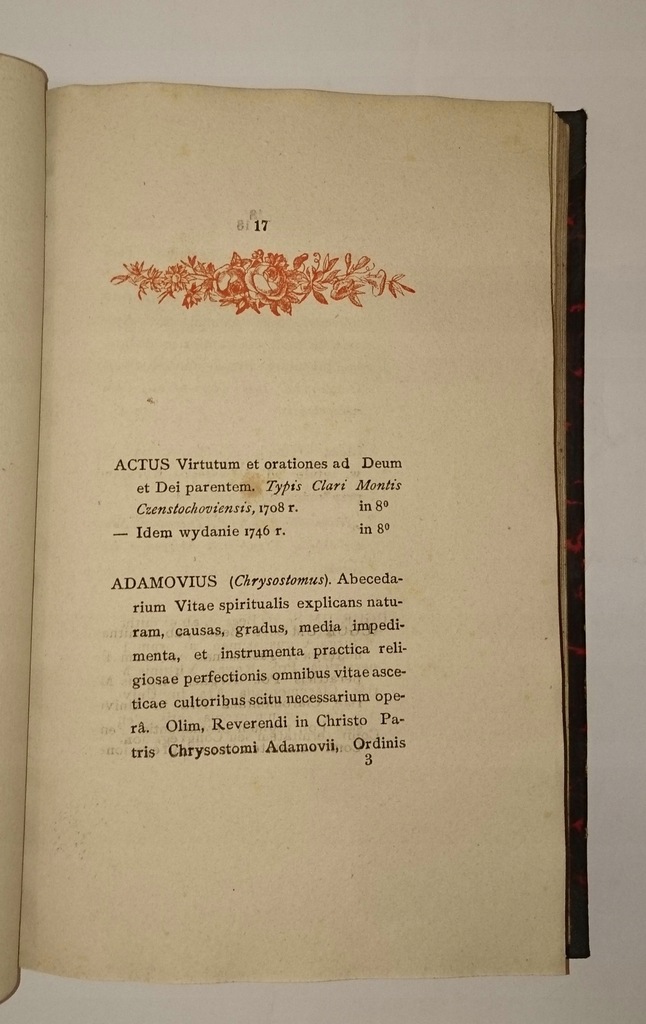 17
ACTUS Virtutum et orationes ad Deum
et Dei parentem. Typis Clari Montis
Czenstochoviensis, 1708 r. in 8º
— Idem wydanie 1746 r. in 8º
ADAMOVIUS (Chrysostomus). Abeceda-
rium Vitae spiritualis explicans natu-
ram, causas, gradus, media impedi-
menta, et instrumenta practica reli-
giosae perfectionis omnibus vitae asce-
ticae cultoribus scitu necessarium ope-
râ. Olim, Reverendi in Christo Pa-
tris Chrysostomi Adamovii, Ordinis
3